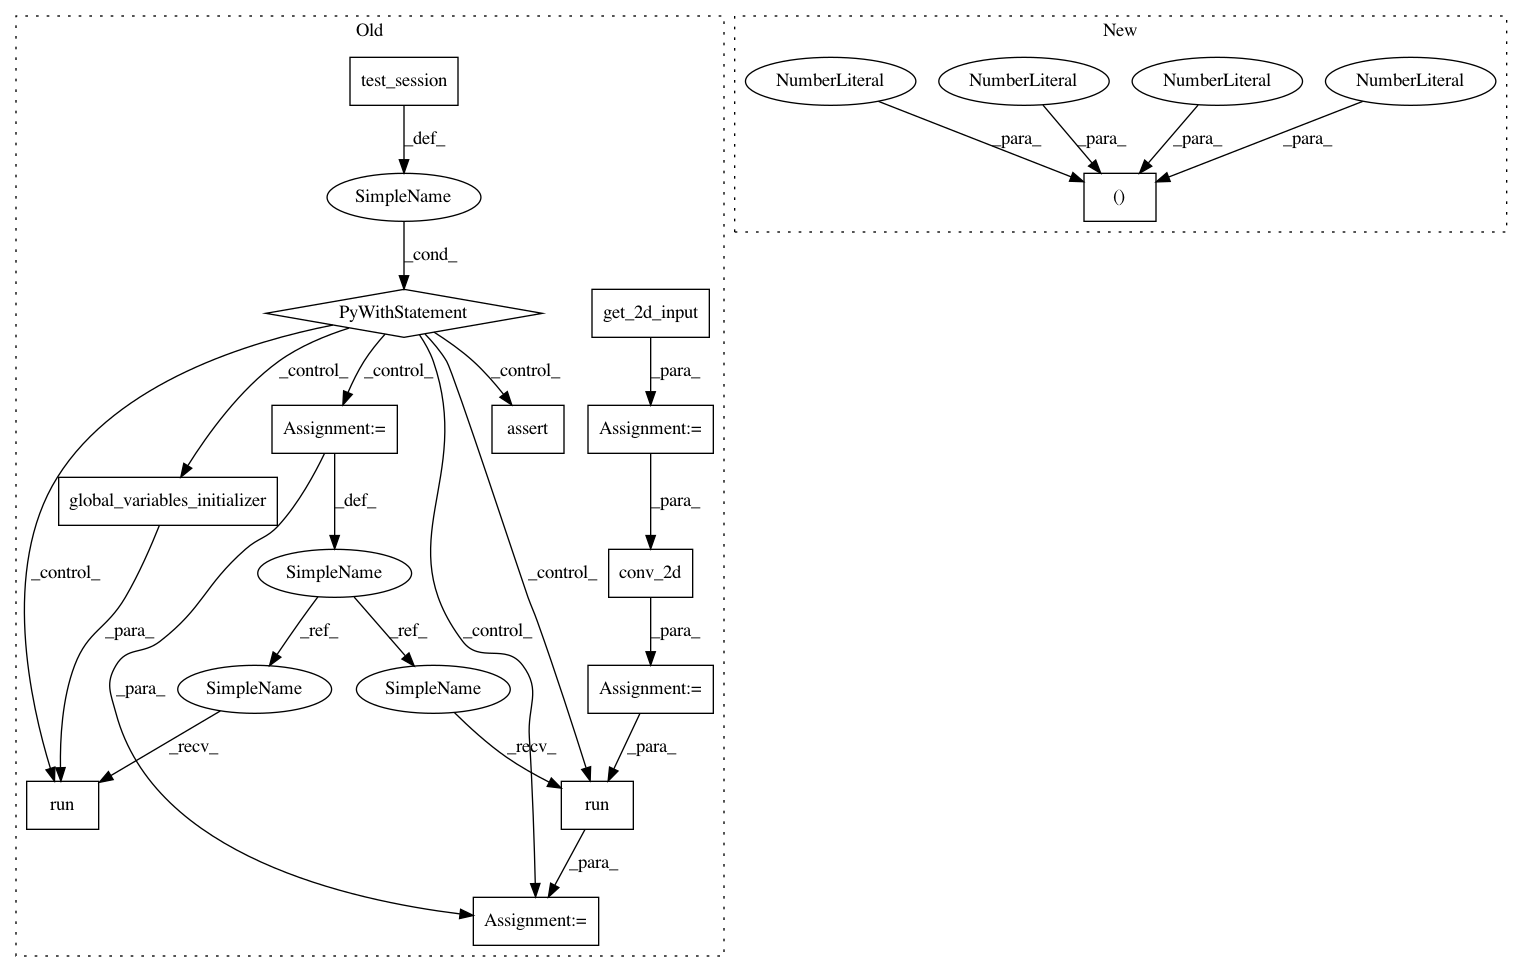 Old
New
test_session
NumberLiteral
NumberLiteral
NumberLiteral
NumberLiteral
_def_
_para_
_para_
_para_
_para_
SimpleName
()
_cond_
PyWithStatement
get_2d_input
_control_
_control_
_control_
_para_
Assignment:=
assert
Assignment:=
global_variables_initializer
_def_
_para_
_control_
SimpleName
_control_
conv_2d
_para_
_ref_
_ref_
_control_
_para_
_para_
SimpleName
SimpleName
Assignment:=
_recv_
_recv_
_para_
run
run
_para_
Assignment:=